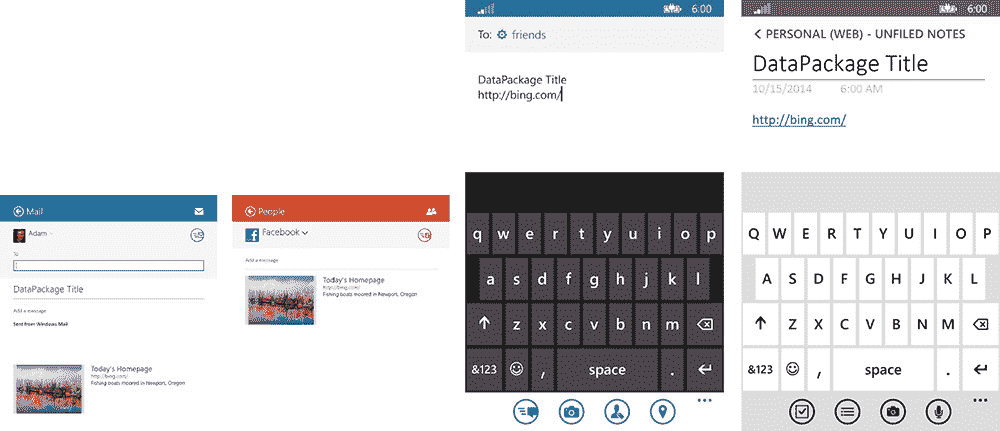 Mail
Adam
To
DataPackage Title
Add a message
Sent from Windows Mail
Today's Homepage
http://bing.com/
Fishing boats moored in Newport, Oregon
People
Facebook
Add a message
Today's Homepage
http://bing.com/
Fishing boats moored in Newport, Oregon
6:00
To: friends
DataPackage Title
http://bing.com/
q w e r t y u i o p
a s d f g h j k l
z x c v b n m
&123 , space .
6:00
PERSONAL (WEB) - UNFILED NOTES
DataPackage Title
10/15/2014 6:00 AM
http://bing.com/
Q W E R T Y U I O P
A S D F G H J K L
Z X C V B N M
&123 , space .